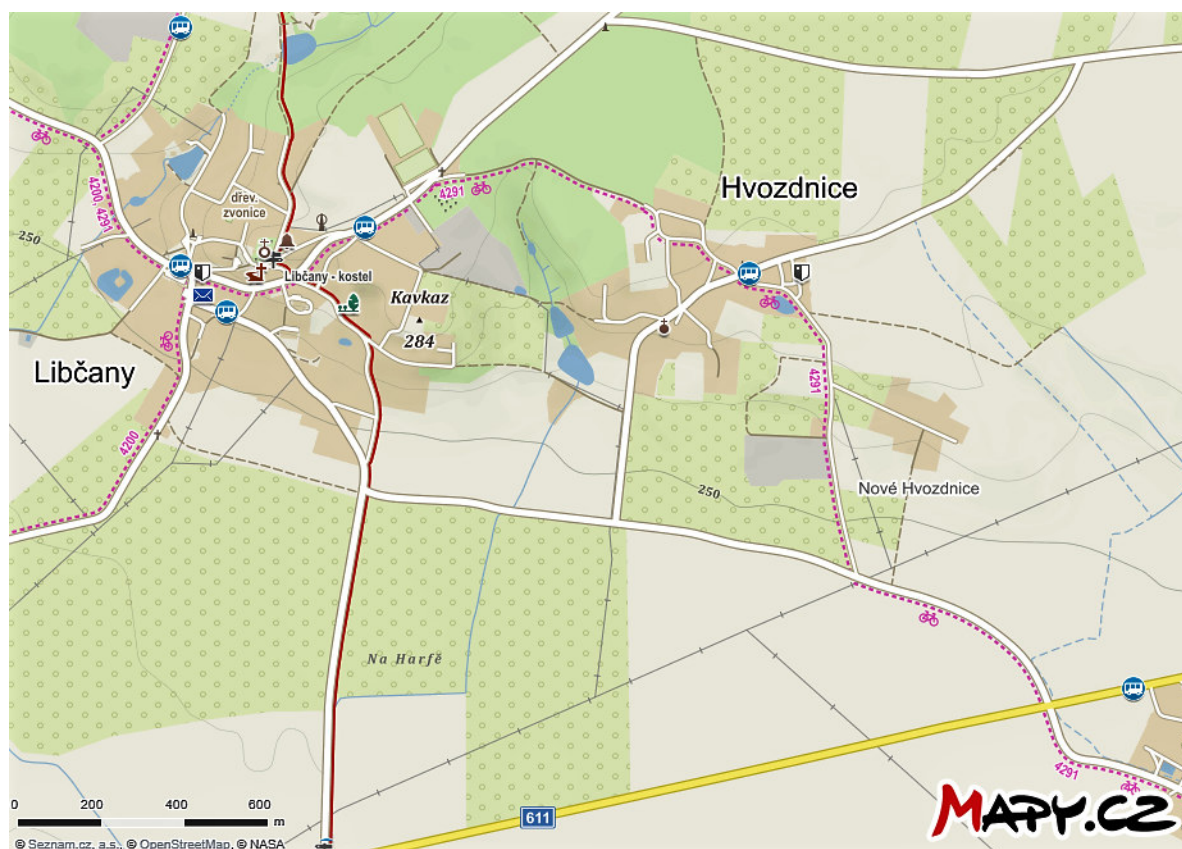 4200, 4291
250
dřev.
zvonice
Libčany - kostel
Kavkaz
284
Libčany
4200
4291
Hvozdnice
4291
Nové Hvozdnice
250
Na Harfě
611
4291
0 200 400 600
m
© Seznam.cz, a.s., © OpenStreetMap, © NASA
MAPY.CZ